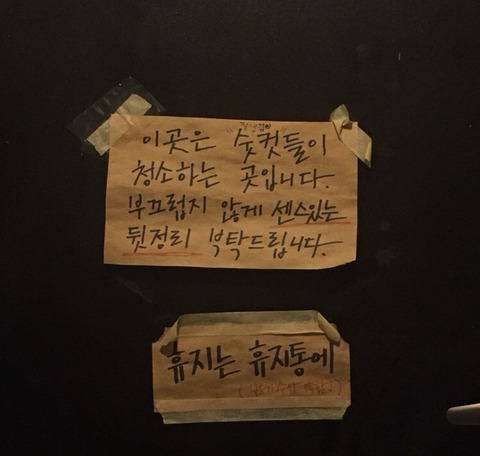 이곳은 숫컷들이
청소하는 곳입니다.
부끄럽지 않게 센스있는
뒷정리 부탁드립니다.
휴지는 휴지통에